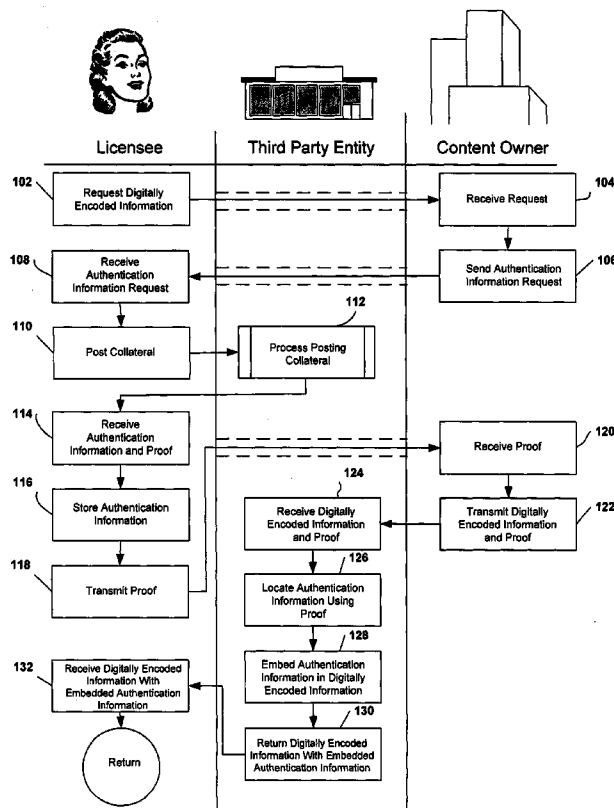 Licensee
Third Party Entity
Content Owner
102
Request Digitally
Encoded Information
104
Receive Request
108
Receive
Authentication
Information Request
106
Send Authentication
Information Request
110
Post Collateral
112
Process Posting
Collateral
114
Receive
Authentication
Information and Proof
120
Receive Proof
116
Store Authentication
Information
124
Receive Digitally
Encoded Information
and Proof
122
Transmit Digitally
Encoded Information
and Proof
118
Transmit Proof
126
Locate Authentication
Information Using
Proof
128
Embed Authentication
Information in Digitally
Encoded Information
132
Receive Digitally Encoded
Information With
Embedded Authentication
Information
130
Return Digitally Encoded
Information With Embedded
Authentication Information
Return